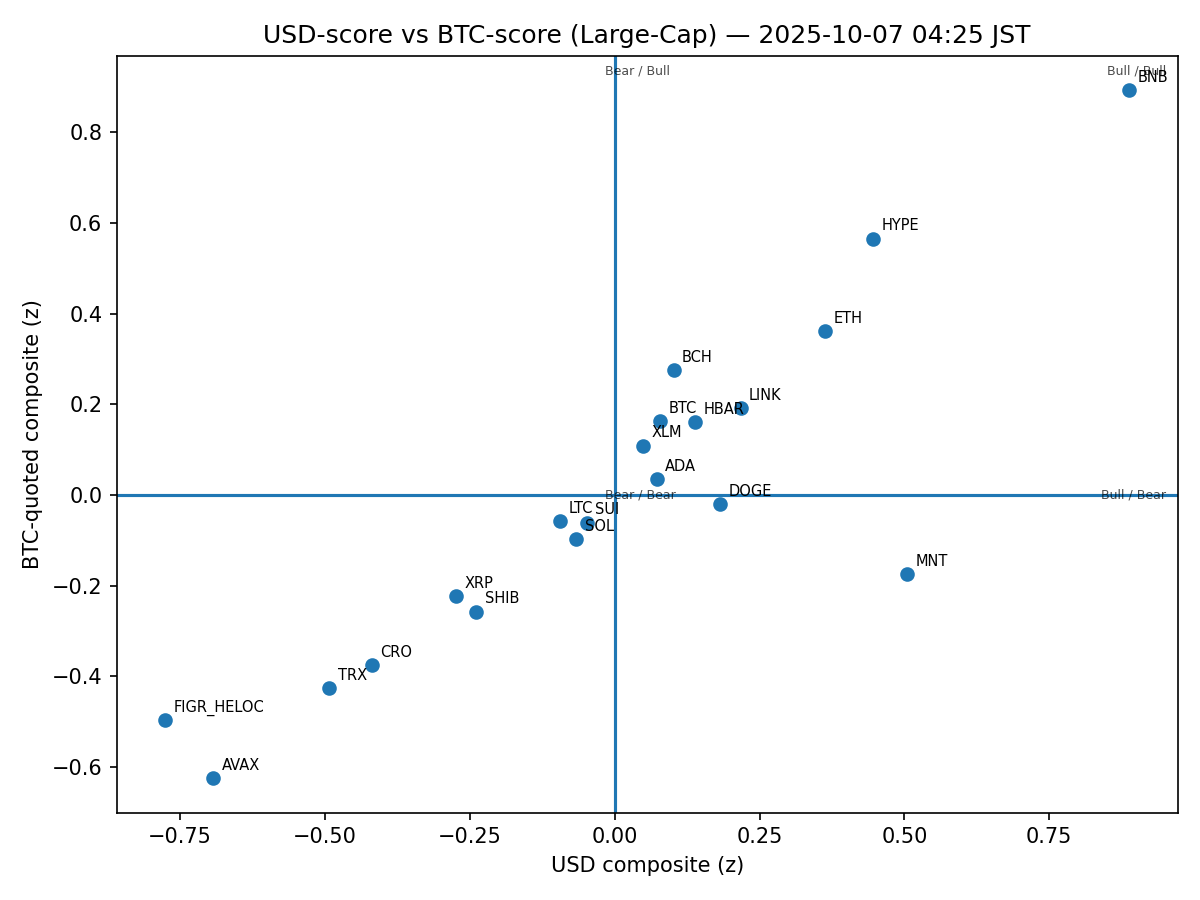 USD-score vs BTC-score (Large-Cap) — 2025-10-07 04:25 JST
Bear / Bull
Bull / Bull
BNB
HYPE
ETH
BCH
LINK
BTC
HBAR
XLM
ADA
Bear / Bear
DOGE
Bull / Bear
LTC
SUI
SOL
MNT
XRP
SHIB
CRO
TRX
FIGR_HELOC
AVAX
BTC-quoted composite (z)
0.8
0.6
0.4
0.2
0.0
−0.2
−0.4
−0.6
−0.75
−0.50
−0.25
0.00
0.25
0.50
0.75
USD composite (z)